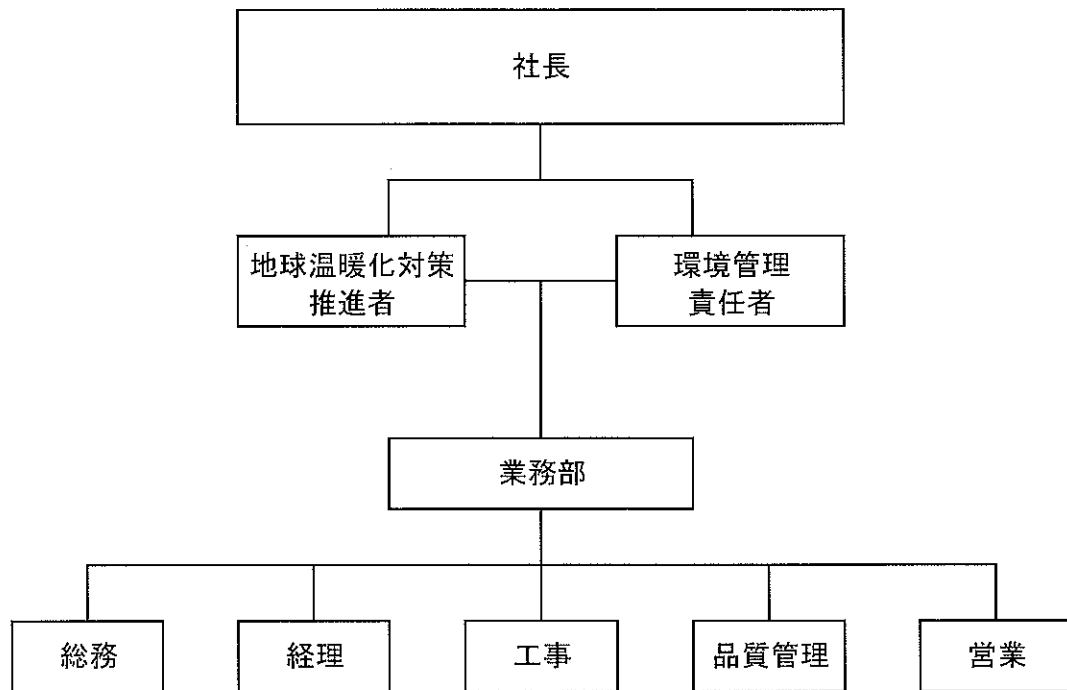 社長
地球温暖化対策
推進者
環境管理
責任者
業務部
総務
経理
工事
品質管理
営業